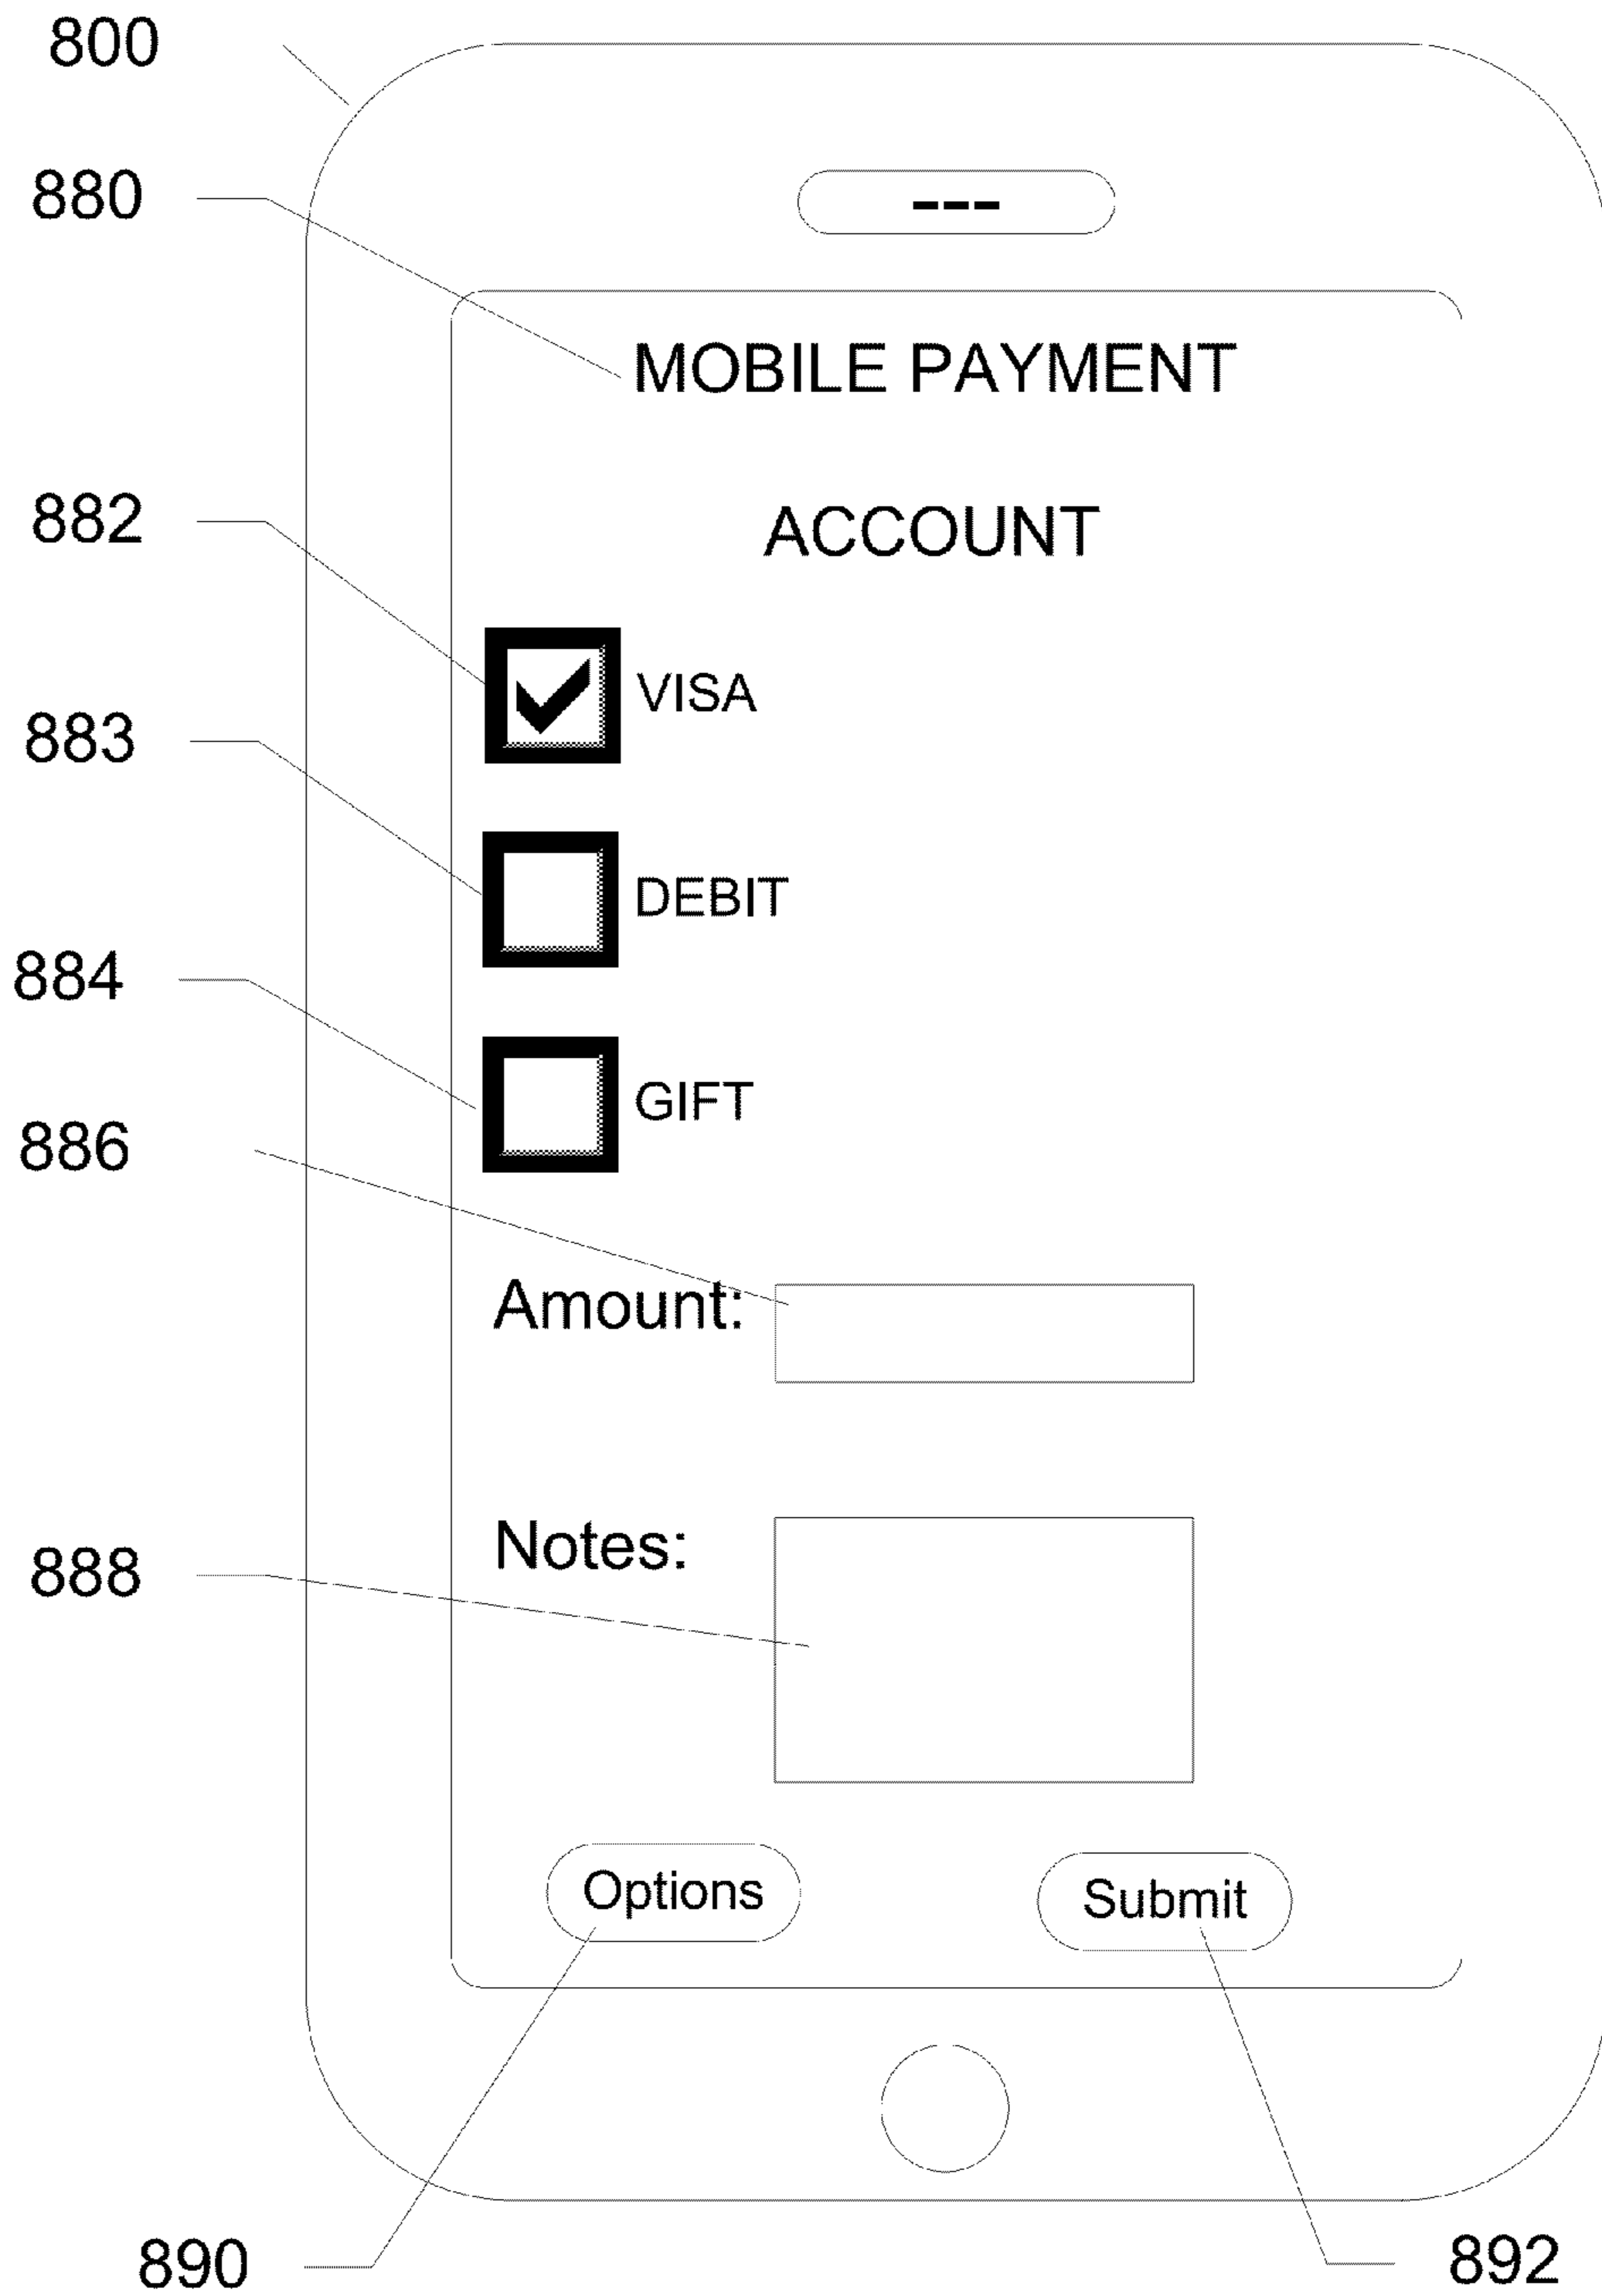 800
880
---
MOBILE PAYMENT
882
ACCOUNT
VISA
883
DEBIT
884
GIFT
886
Amount:
Notes:
888
Options
Submit
890
892